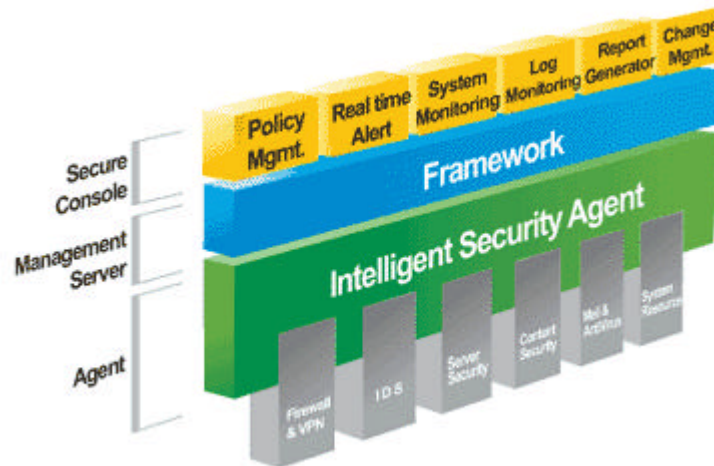 Policy
Mgmt.
Real time
Alert
System
Monitoring
Log
Monitoring
Report
Generator
Change
Mgmt.
Secure
Console
Framework
Management
Server
Intelligent Security Agent
Agent
Firewall
& VPN
I D S
Server
Security
Content
Security
Mail &
AntiVirus
System
Resource